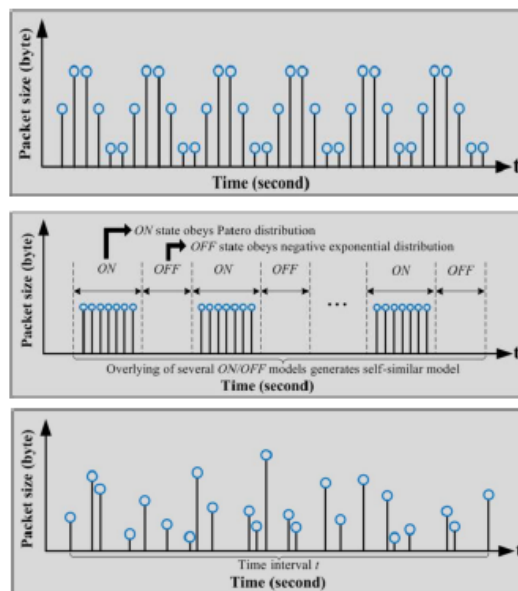 Packet size (byte)
t
Time (second)
Packet size (byte)
ON state obeys Patero distribution
OFF state obeys negative exponential distribution
ON OFF ON OFF ON OFF
...
t
Overlying of several ON/OFF models generates self-similar model
Time (second)
Packet size (byte)
t
Time interval t
Time (second)